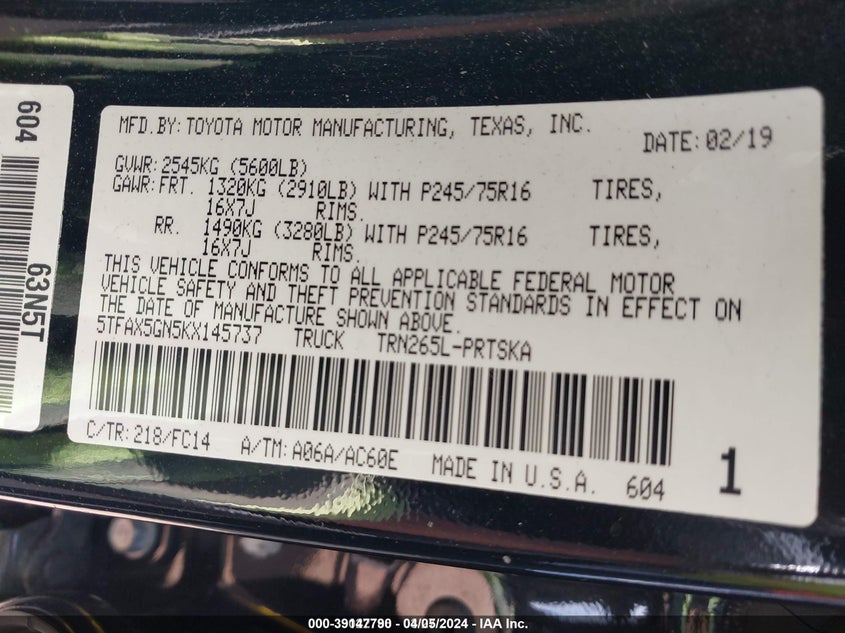 604
63N5T
MFD.BY:TOYOTA MOTOR MANUFACTURING, TEXAS, INC.
DATE:02/19
GVWR:2545KG (5600LB)
GAWR:FRT. 1320KG (2910LB) WITH P245/75R16 TIRES,
16X7J RIMS.
RR. 1490KG (3280LB) WITH P245/75R16 TIRES,
16X7J RIMS.
THIS VEHICLE CONFORMS TO ALL APPLICABLE FEDERAL MOTOR
VEHICLE SAFETY AND THEFT PREVENTION STANDARDS IN EFFECT ON
THE DATE OF MANUFACTURE SHOWN ABOVE.
5TFAX5GN5KX145737 TRUCK TRN265L-PRTSKA
C/TR:218/FC14 A/TM:A06A/AC60E MADE IN U.S.A. 604
1
04/05/2024 - IAA Inc.